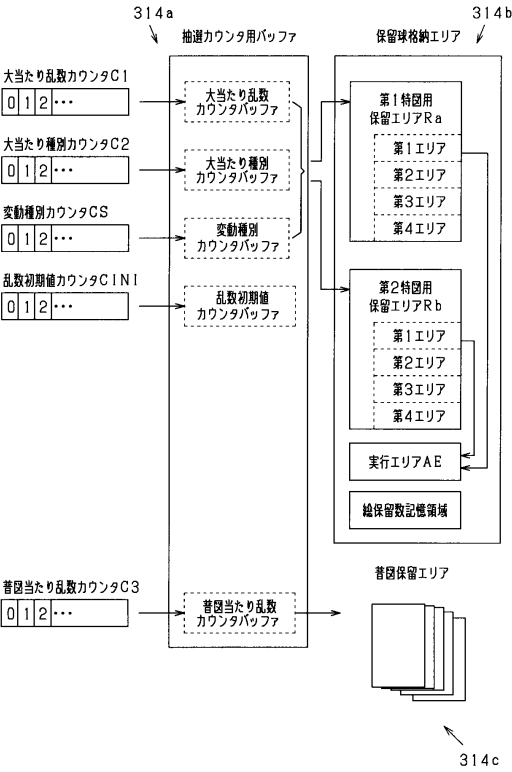 314a
314b
抽選カウンタ用バッファ
保留球格納エリア
大当たり乱数カウンタC1
0 1 2 ・・・
大当たり乱数
カウンタバッファ
第1特図用
保留エリアRa
第1エリア
第2エリア
第3エリア
第4エリア
大当たり種別カウンタC2
0 1 2 ・・・
大当たり種別
カウンタバッファ
変動種別カウンタCS
0 1 2 ・・・
変動種別
カウンタバッファ
乱数初期値カウンタCINI
0 1 2 ・・・
乱数初期値
カウンタバッファ
第2特図用
保留エリアRb
第1エリア
第2エリア
第3エリア
第4エリア
実行エリアAE
総保留数記憶領域
普図当たり乱数カウンタC3
0 1 2 ・・・
普図当たり乱数
カウンタバッファ
普図保留エリア
314c